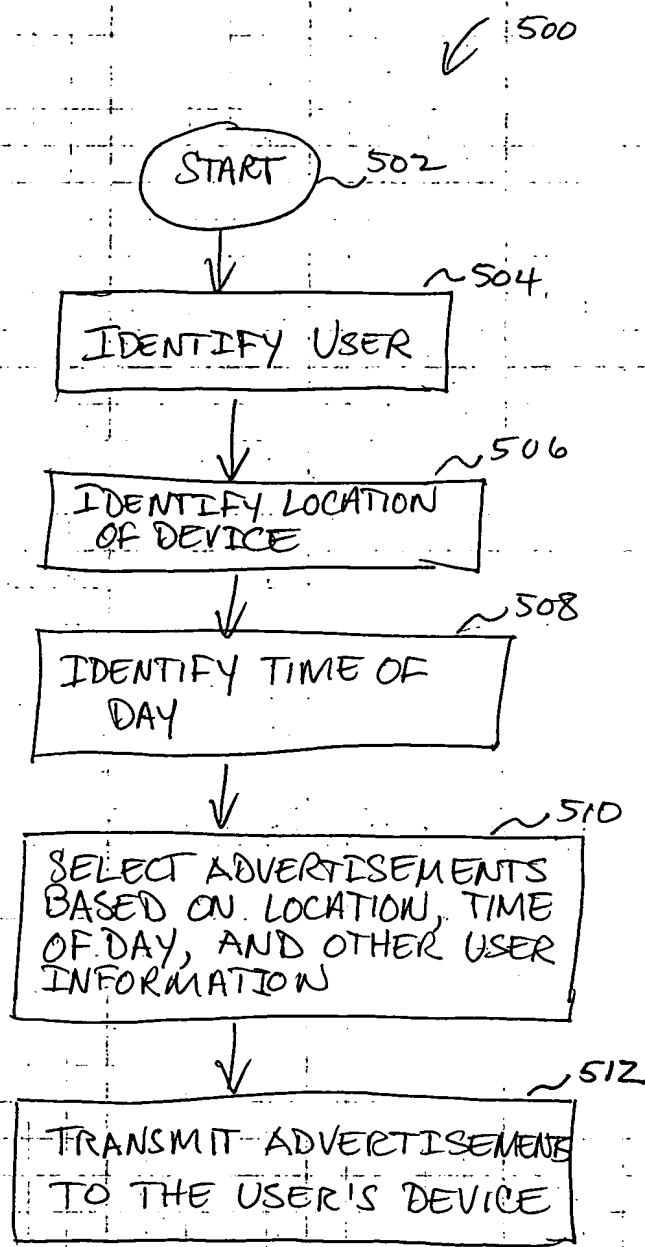 500
START 502
504
IDENTIFY USER
506
IDENTIFY LOCATION
OF DEVICE
508
IDENTIFY TIME OF
DAY
510
SELECT ADVERTISEMENTS
BASED ON LOCATION, TIME
OF DAY, AND OTHER USER
INFORMATION
512
TRANSMIT ADVERTISEMENTS
TO THE USER'S DEVICE